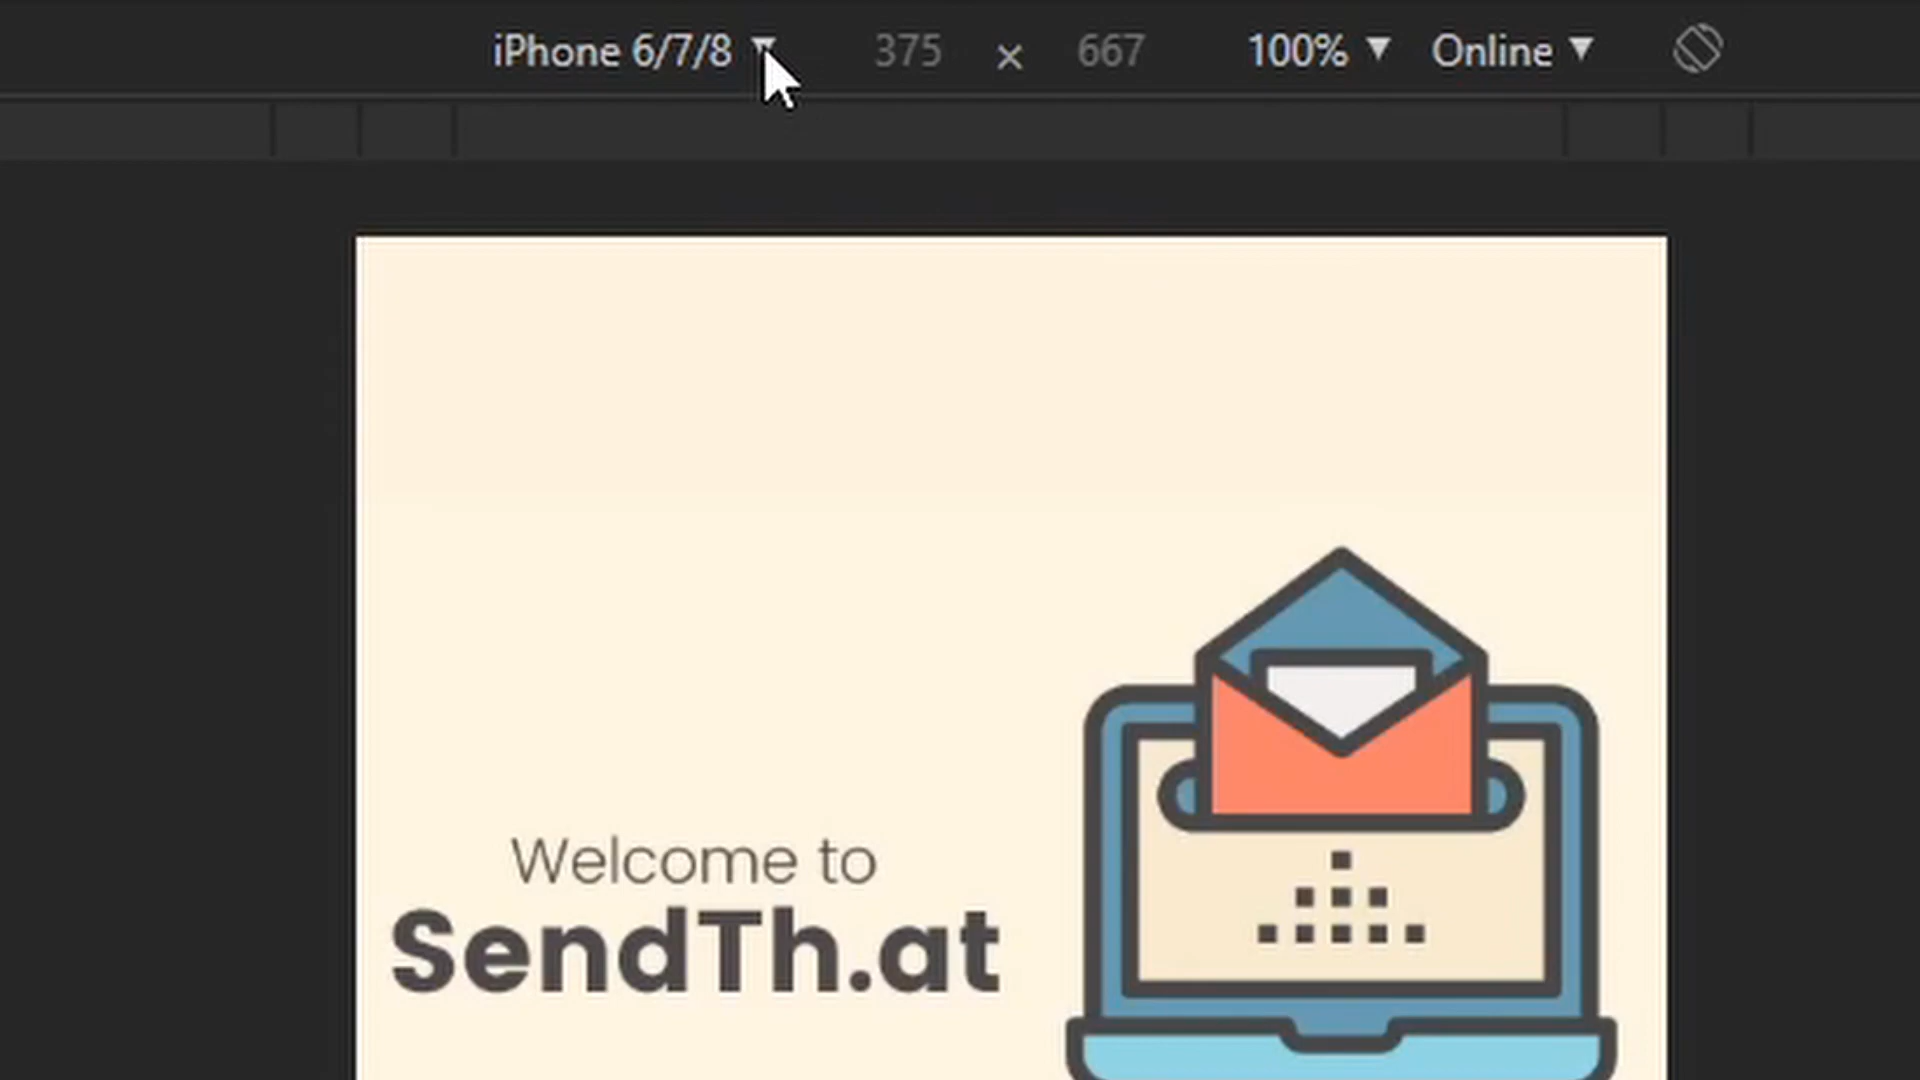 iPhone 6/7/8 ▼ 375 × 667 100% ▼ Online ▼
Welcome to
SendTh.at